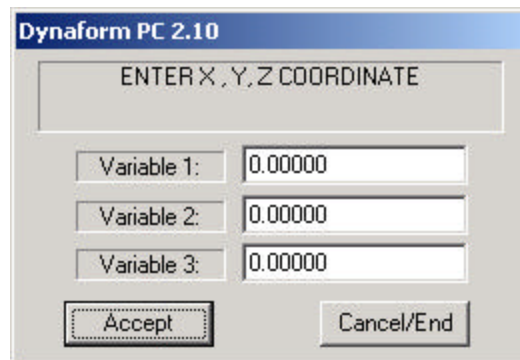 Dynaform PC 2.10
ENTER X , Y, Z COORDINATE
Variable 1: 0.00000
Variable 2: 0.00000
Variable 3: 0.00000
Accept Cancel/End